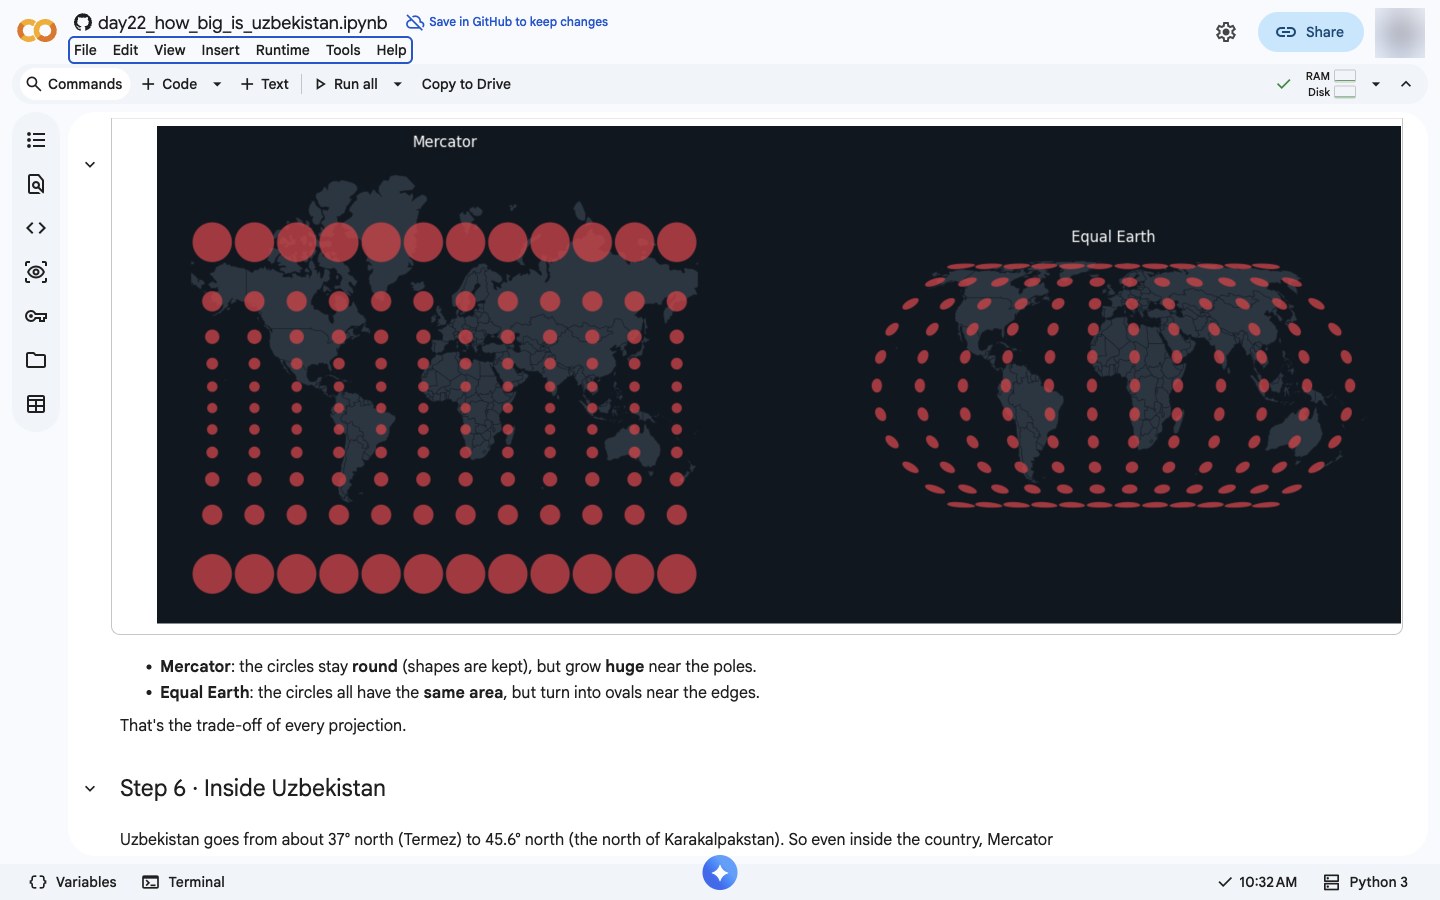 day22_how_big_is_uzbekistan.ipynb
Save in GitHub to keep changes
File Edit View Insert Runtime Tools Help
Share
Commands + Code + Text Run all Copy to Drive
RAM
Disk
Mercator
Equal Earth
• Mercator: the circles stay round (shapes are kept), but grow huge near the poles.
• Equal Earth: the circles all have the same area, but turn into ovals near the edges.
That's the trade-off of every projection.
Step 6 · Inside Uzbekistan
Uzbekistan goes from about 37° north (Termez) to 45.6° north (the north of Karakalpakstan). So even inside the country, Mercator
Variables Terminal 10:32 AM Python 3